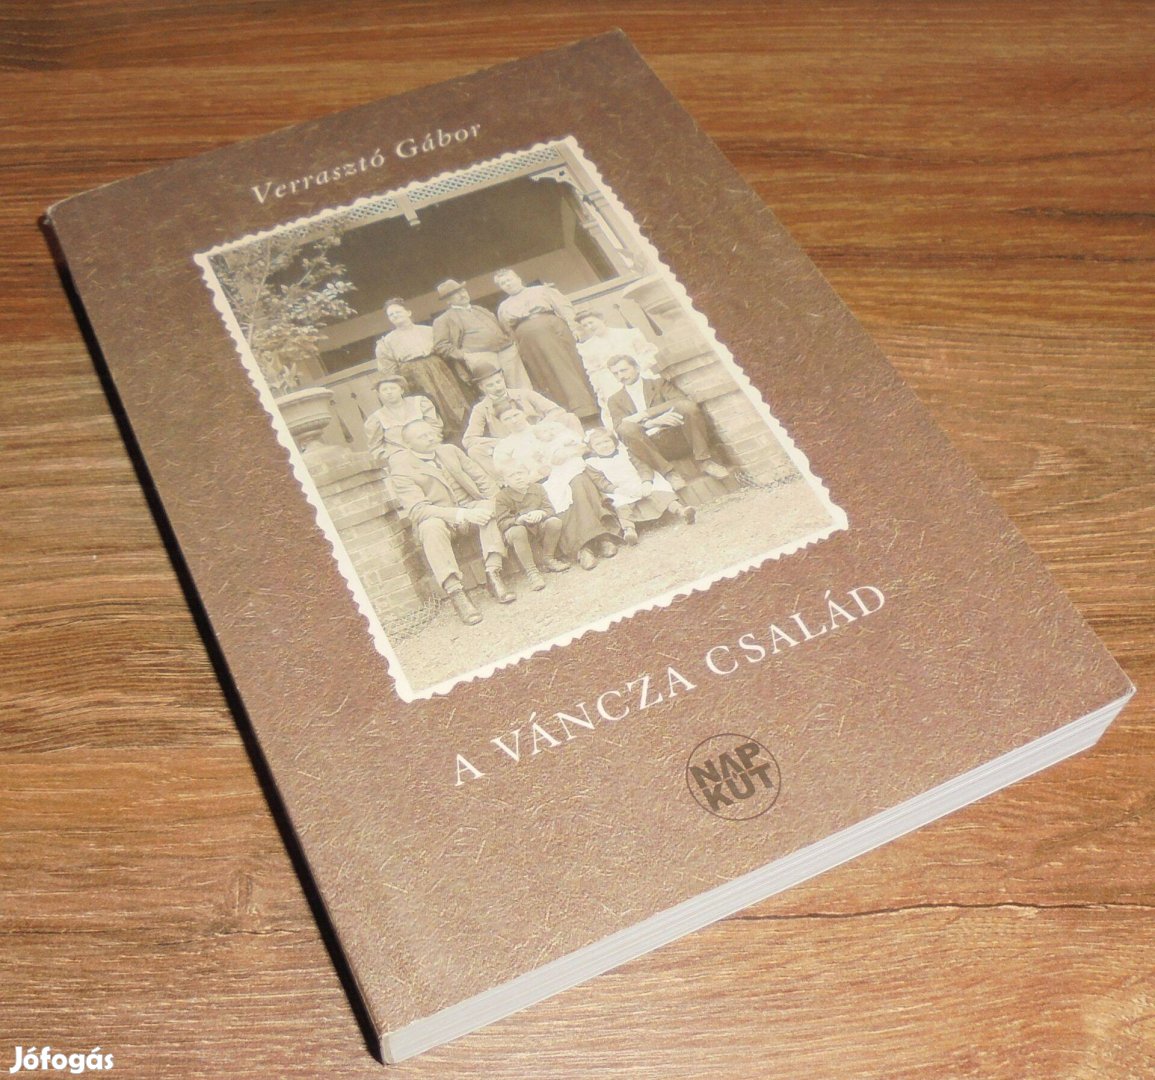 Verrasztó Gábor
A VÁNCZA CSALÁD
NAP
KÚT
Jófogás